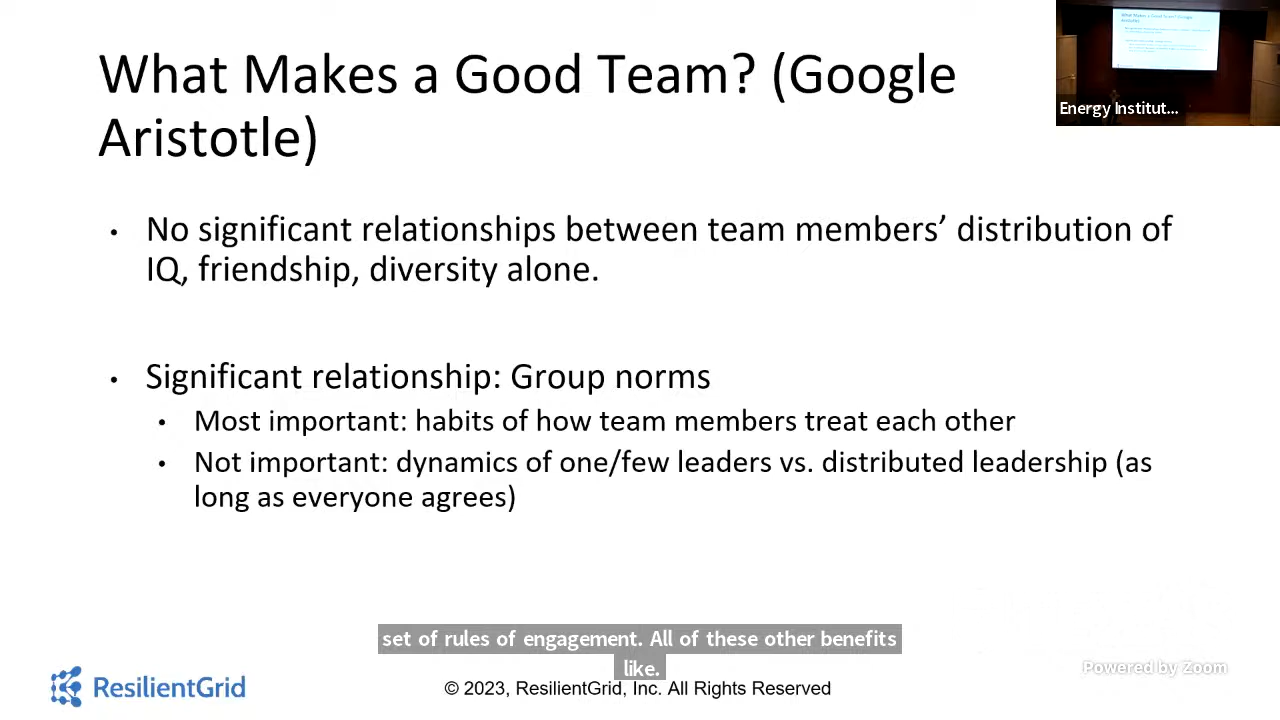 What Makes a Good Team? (Google
Aristotle)
Energy Institut...
• No significant relationships between team members’ distribution of
IQ, friendship, diversity alone.
• Significant relationship: Group norms
• Most important: habits of how team members treat each other
• Not important: dynamics of one/few leaders vs. distributed leadership (as
long as everyone agrees)
set of rules of engagement. All of these other benefits
like.
ResilientGrid
© 2023, ResilientGrid, Inc. All Rights Reserved
Powered by Zoom